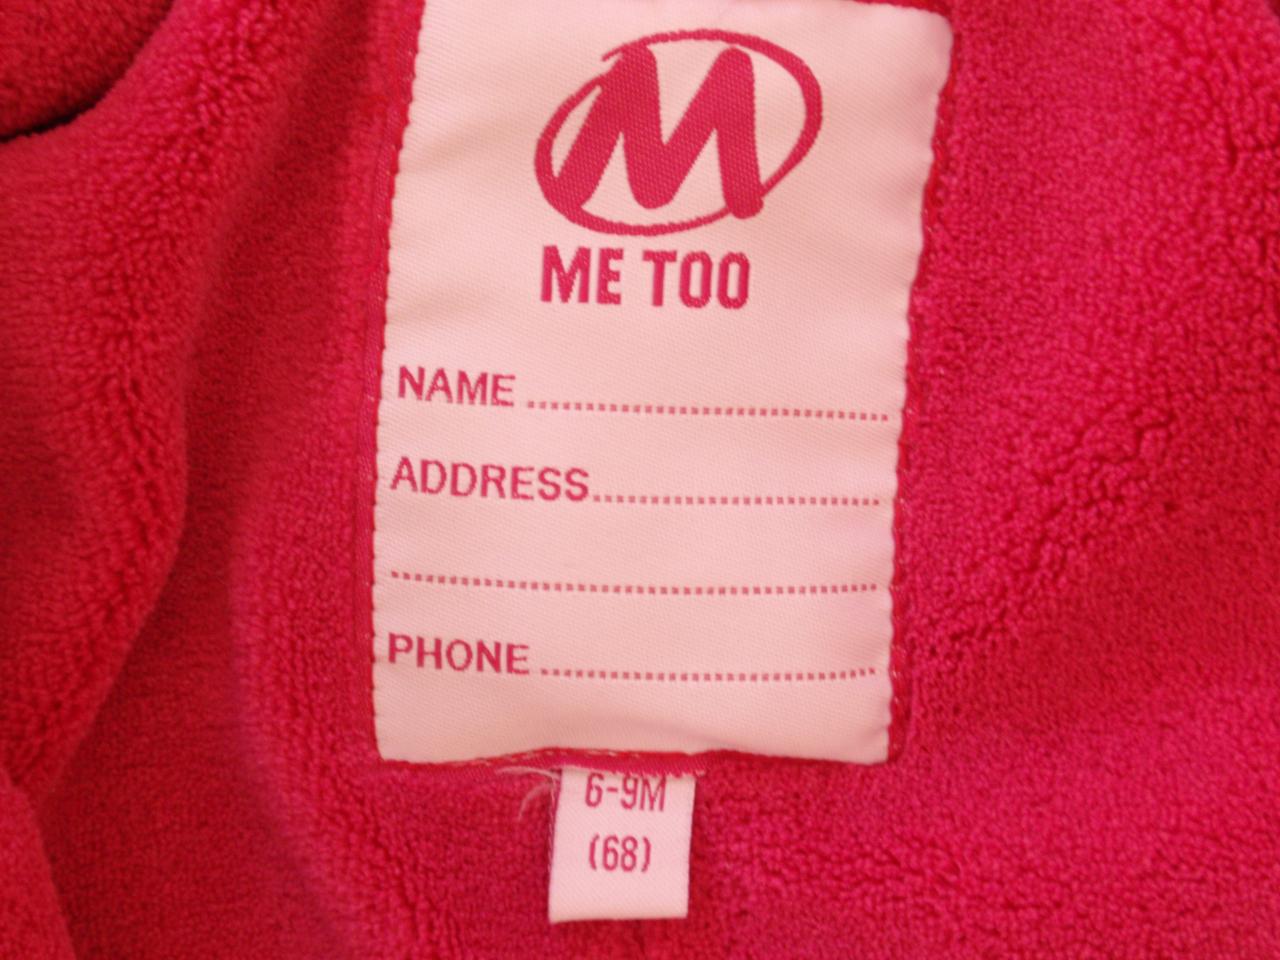 M
ME TOO
NAME ........................................
ADDRESS................................
......................................................
PHONE .....................................
6-9M
(68)